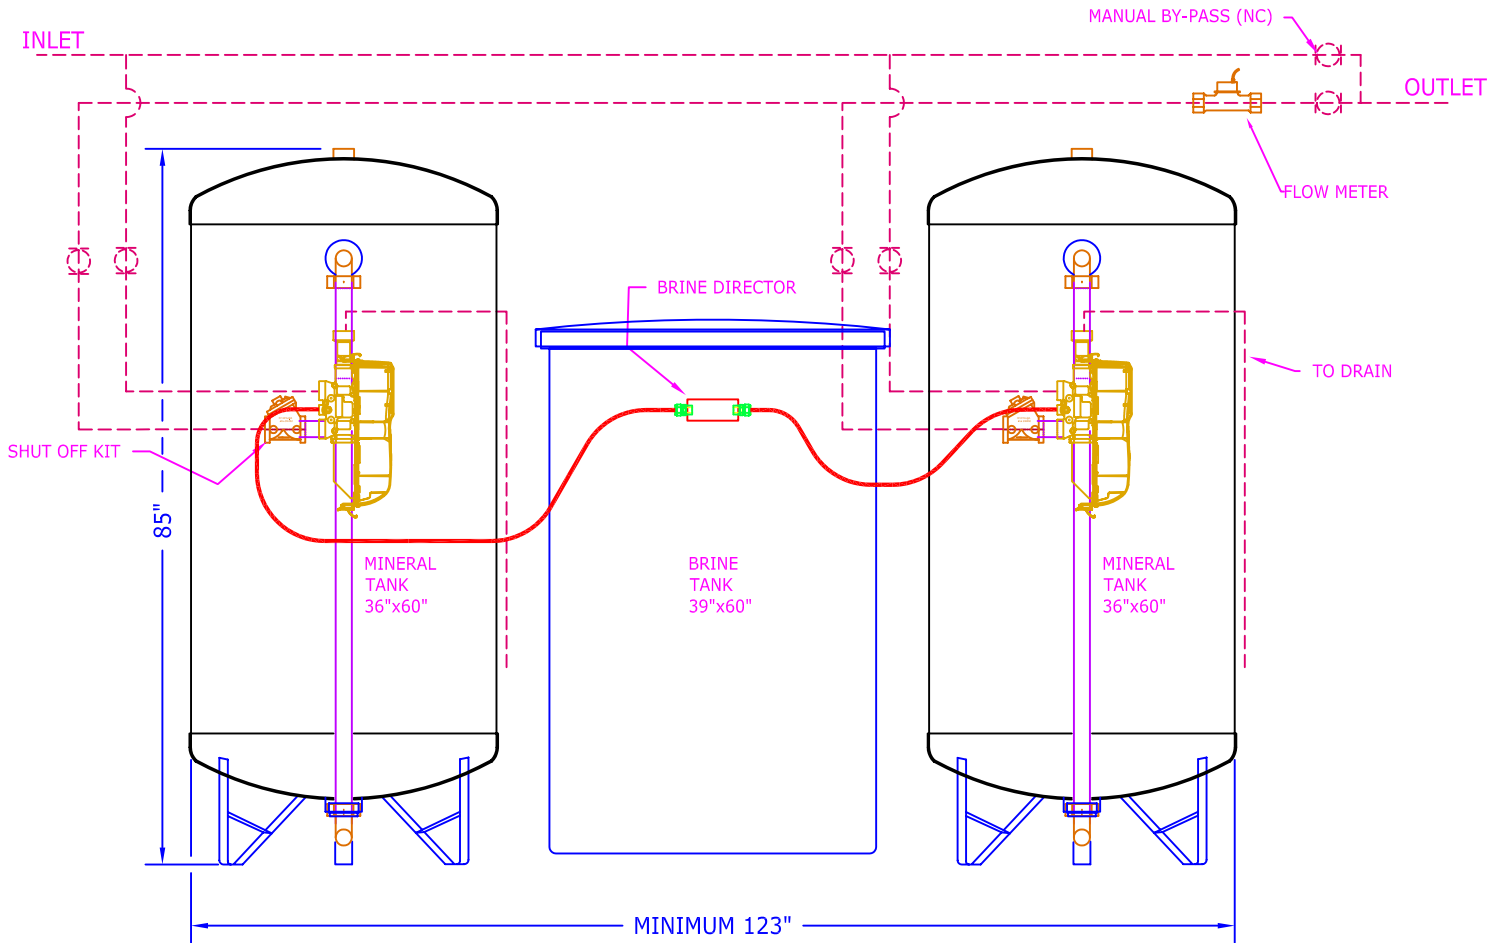 MANUAL BY-PASS (NC)
INLET
OUTLET
FLOW METER
BRINE DIRECTOR
TO DRAIN
SHUT OFF KIT
85"
MINERAL
TANK
36"x60"
BRINE
TANK
39"x60"
MINERAL
TANK
36"x60"
MINIMUM 123"